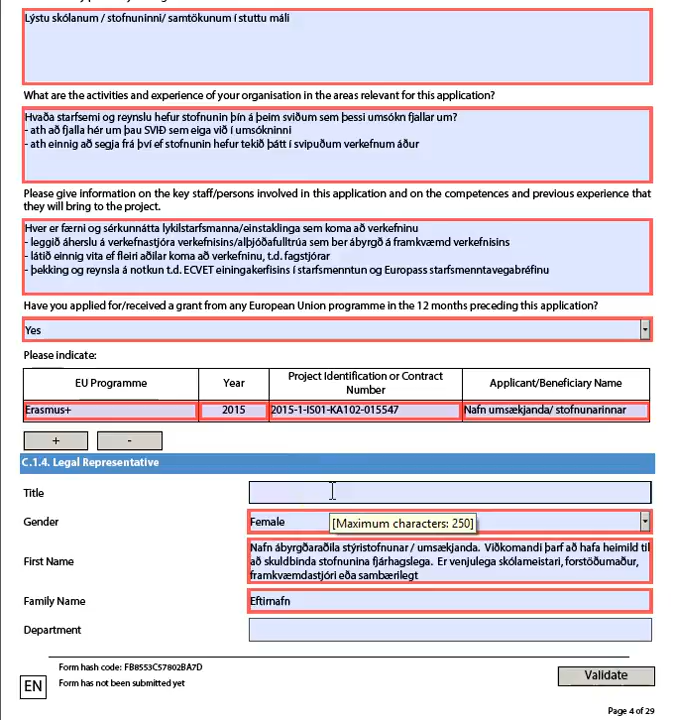 Lýstu skólanum / stofnuninni/ samtökunum í stuttu máli
What are the activities and experience of your organisation in the areas relevant for this application?
Hvaða starfsemi og reynslu hefur stofnunin þín á þeim sviðum sem þessi umsókn fjallar um?
- ath að fjalla hér um þau SVIÐ sem eiga við í umsókninni
- ath einnig að segja frá því ef stofnunin hefur tekið þátt í svipuðum verkefnum áður
Please give information on the key staff/persons involved in this application and on the competences and previous experience that
they will bring to the project.
Hver er færni og sérkunnátta lykilstarfsmanna/einstaklinga sem koma að verkefninu
- leggið áherslu á verkefnastjóra verkefnisins/alþjóðafulltrúa sem ber ábyrgð á framkvæmd verkefnisins
- látið einnig vita ef fleiri aðilar koma að verkefninu, t.d. fagstjórar
- þekking og reynsla á notkun t.d. ECVET einingakerfisins í starfsmenntun og Europass starfsmenntavegabréfinu
Have you applied for/received a grant from any European Union programme in the 12 months preceding this application?
Yes
Please indicate:
EU Programme Year Project Identification or Contract Number Applicant/Beneficiary Name
Erasmus+ 2015 2015-1-IS01-KA102-015547 Nafn umsækjanda/ stofnunarinnar
+ -
C.1.4. Legal Representative
Title
Gender Female [Maximum characters: 250]
First Name
Nafn ábyrgðaraðila stýristofnunar / umsækjanda. Viðkomandi þarf að hafa heimild til
að skuldbinda stofnunina fjárhagslega. Er venjulega skólameistari, forstöðumaður,
framkvæmdastjóri eða sambærilegt
Family Name Eftirnafn
Department
Form hash code: FB8553C57802BA7D
Validate
EN Form has not been submitted yet
Page 4 of 29